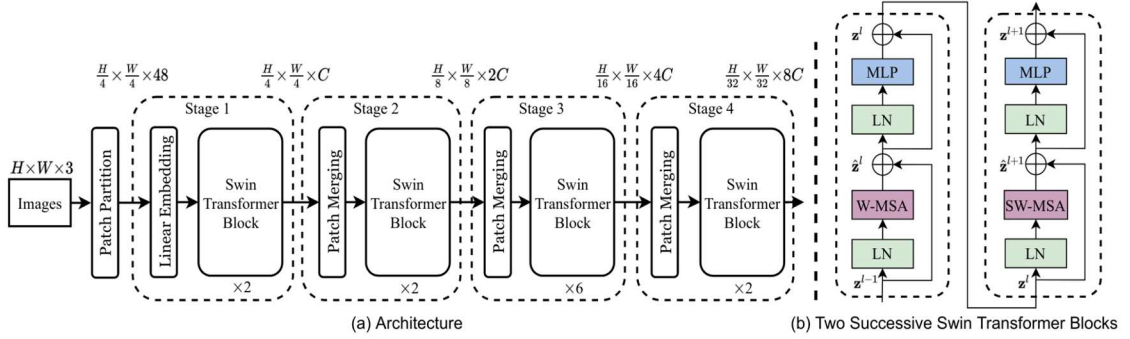 H/4 × W/4 × 48
H/4 × W/4 × C
H/8 × W/8 × 2C
H/16 × W/16 × 4C
H/32 × W/32 × 8C
Stage 1
Stage 2
Stage 3
Stage 4
H×W×3
Images
Patch Partition
Linear Embedding
Swin
Transformer
Block
×2
Patch Merging
Swin
Transformer
Block
×2
Patch Merging
Swin
Transformer
Block
×6
Patch Merging
Swin
Transformer
Block
×2
(a) Architecture
z^l
MLP
LN
ẑ^l
W-MSA
LN
z^{l-1}
z^{l+1}
MLP
LN
ẑ^{l+1}
SW-MSA
LN
z^l
(b) Two Successive Swin Transformer Blocks